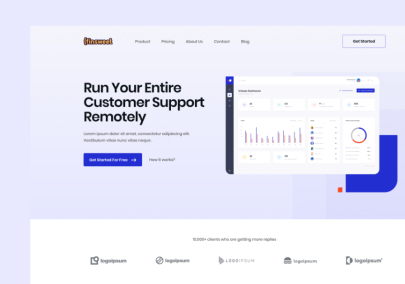 finsweet
Product Pricing About Us Contact Blog
Get Started
Run Your Entire
Customer Support
Remotely
Lorem ipsum dolor sit amet, consectetur adipiscing elit.
Vestibulum vitae nunc vitae neque.
Get Started For Free → How it works?
10,000+ clients who are getting more replies
logoipsum logoipsum LOGOIPSUM logoipsum logoipsum